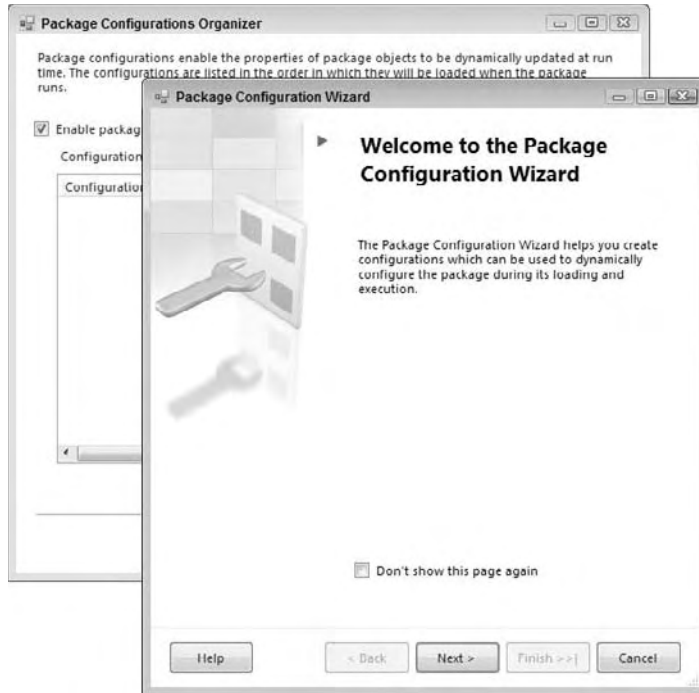 Package Configurations Organizer
Package configurations enable the properties of package objects to be dynamically updated at run
time. The configurations are listed in the order in which they will be loaded when the package
runs.
Enable packag
Configuration
Configuratio
Package Configuration Wizard
Welcome to the Package
Configuration Wizard
The Package Configuration Wizard helps you create
configurations which can be used to dynamically
configure the package during its loading and
execution.
Don't show this page again
Help
< Back
Next >
Finish >>|
Cancel